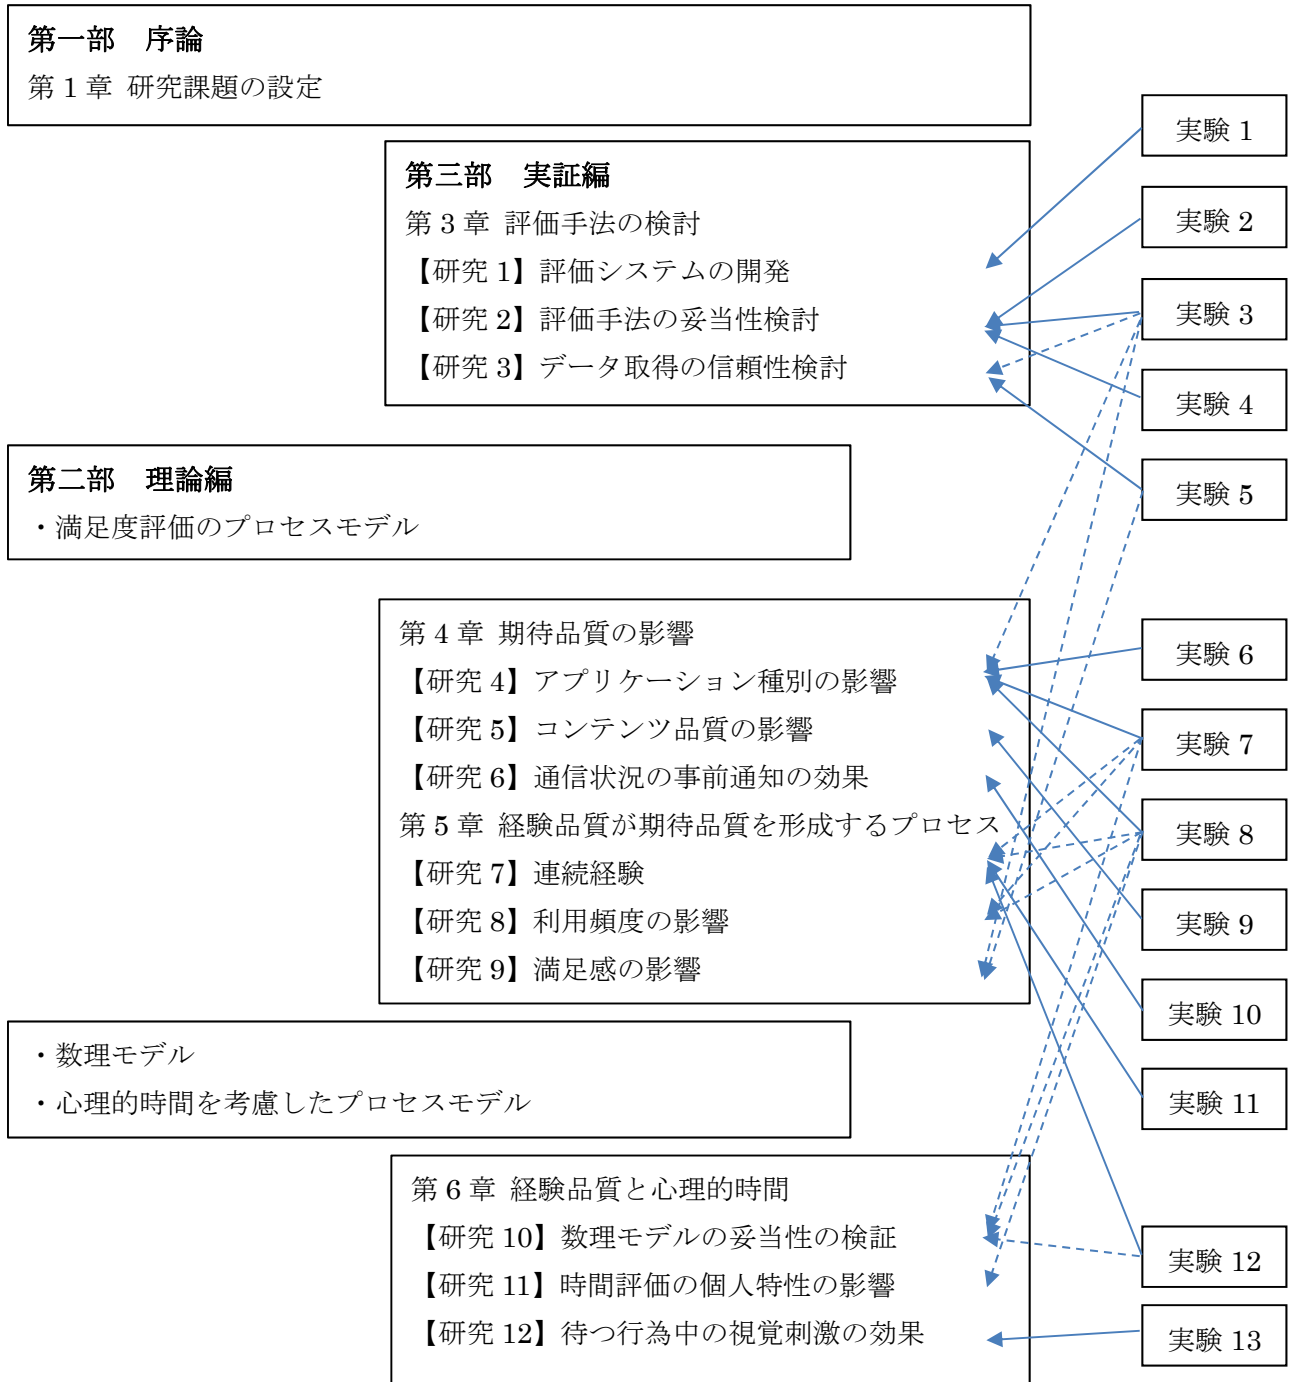 第一部　序論
第 1 章 研究課題の設定
第三部　実証編
第 3 章 評価手法の検討
【研究 1】評価システムの開発
【研究 2】評価手法の妥当性検討
【研究 3】データ取得の信頼性検討
第二部　理論編
・満足度評価のプロセスモデル
第 4 章 期待品質の影響
【研究 4】アプリケーション種別の影響
【研究 5】コンテンツ品質の影響
【研究 6】通信状況の事前通知の効果
第 5 章 経験品質が期待品質を形成するプロセス
【研究 7】連続経験
【研究 8】利用頻度の影響
【研究 9】満足感の影響
・数理モデル
・心理的時間を考慮したプロセスモデル
第 6 章 経験品質と心理的時間
【研究 10】数理モデルの妥当性の検証
【研究 11】時間評価の個人特性の影響
【研究 12】待つ行為中の視覚刺激の効果
実験 1
実験 2
実験 3
実験 4
実験 5
実験 6
実験 7
実験 8
実験 9
実験 10
実験 11
実験 12
実験 13